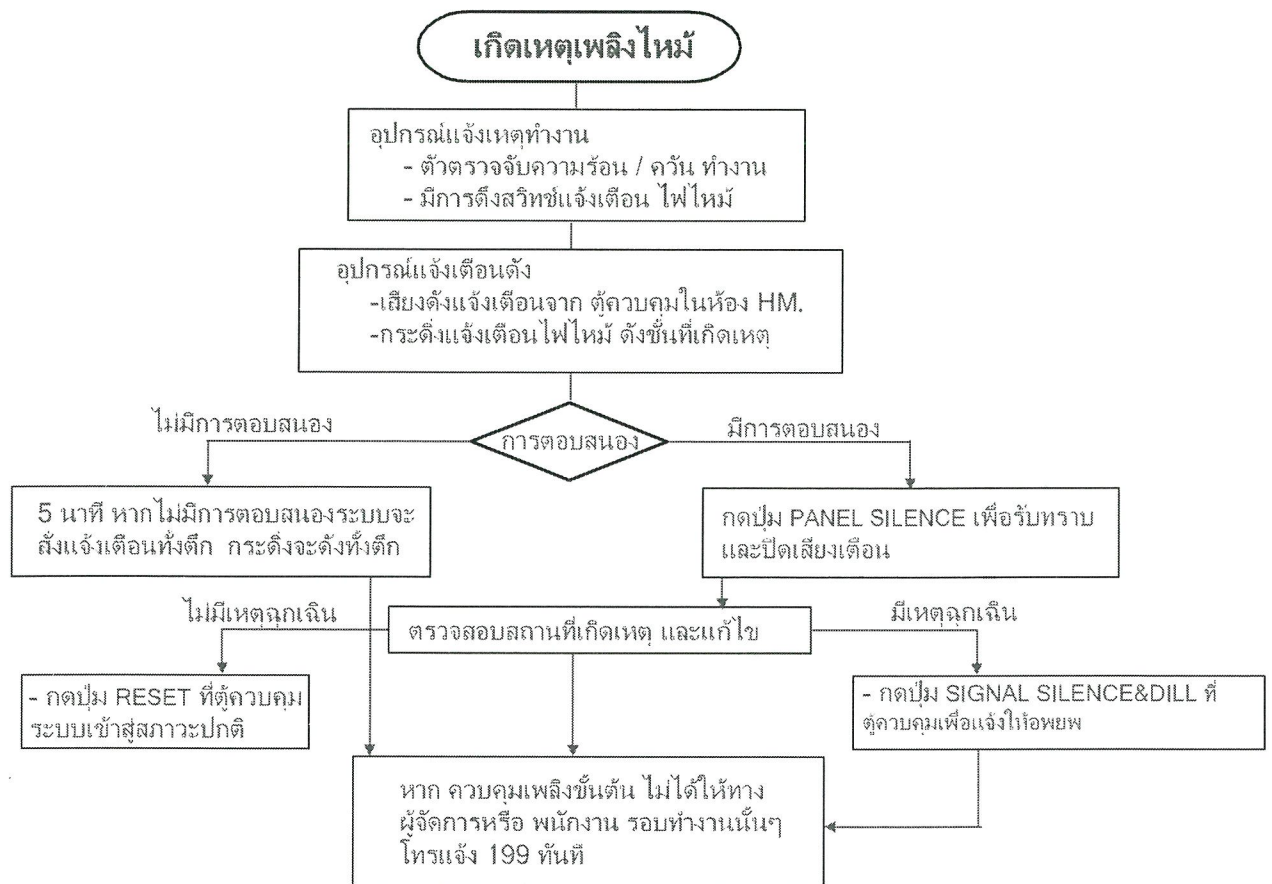 เกิดเหตุเพลิงไหม้
อุปกรณ์แจ้งเหตุทำงาน
- ตัวตรวจจับความร้อน / ควัน ทำงาน
- มีการดึงสวิทช์แจ้งเตือน ไฟไหม้
อุปกรณ์แจ้งเตือนดัง
-เสียงดังแจ้งเตือนจาก ตู้ควบคุมในห้อง HM.
-กระดิ่งแจ้งเตือนไฟไหม้ ดังชั้นที่เกิดเหตุ
ไม่มีการตอบสนอง
การตอบสนอง
มีการตอบสนอง
5 นาที หากไม่มีการตอบสนองระบบจะ
สั่งแจ้งเตือนทั้งตึก กระดิ่งจะดังทั้งตึก
กดปุ่ม PANEL SILENCE เพื่อรับทราบ
และปิดเสียงเตือน
ไม่มีเหตุฉุกเฉิน
ตรวจสอบสถานที่เกิดเหตุ และแก้ไข
มีเหตุฉุกเฉิน
- กดปุ่ม RESET ที่ตู้ควบคุม
ระบบเข้าสู่สภาวะปกติ
- กดปุ่ม SIGNAL SILENCE&DILL ที่
ตู้ควบคุมเพื่อแจ้งให้อพยพ
หาก ควบคุมเพลิงขั้นต้น ไม่ได้ให้ทาง
ผู้จัดการหรือ พนักงาน รอบทำงานนั้นๆ
โทรแจ้ง 199 ทันที